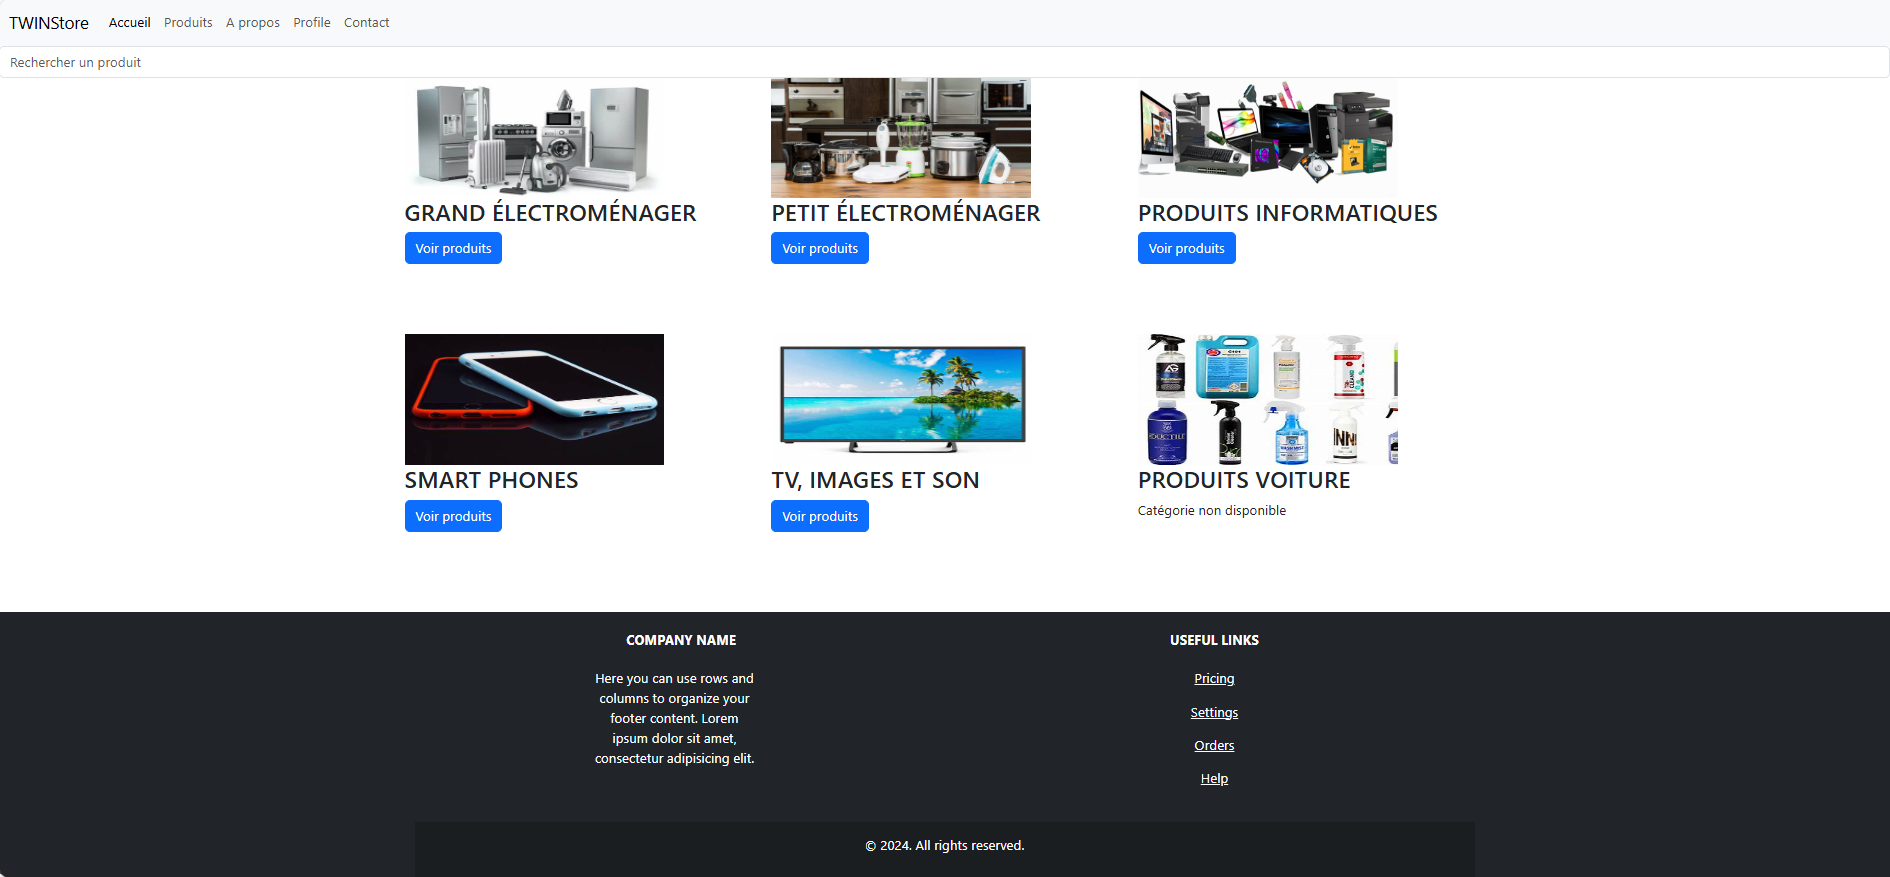 TWINStore Accueil Produits A propos Profile Contact
Rechercher un produit
GRAND ÉLECTROMÉNAGER
PETIT ÉLECTROMÉNAGER
PRODUITS INFORMATIQUES
Voir produits
Voir produits
Voir produits
SMART PHONES
TV, IMAGES ET SON
PRODUITS VOITURE
Voir produits
Voir produits
Catégorie non disponible
COMPANY NAME
Here you can use rows and
columns to organize your
footer content. Lorem
ipsum dolor sit amet,
consectetur adipisicing elit.
USEFUL LINKS
Pricing
Settings
Orders
Help
© 2024. All rights reserved.